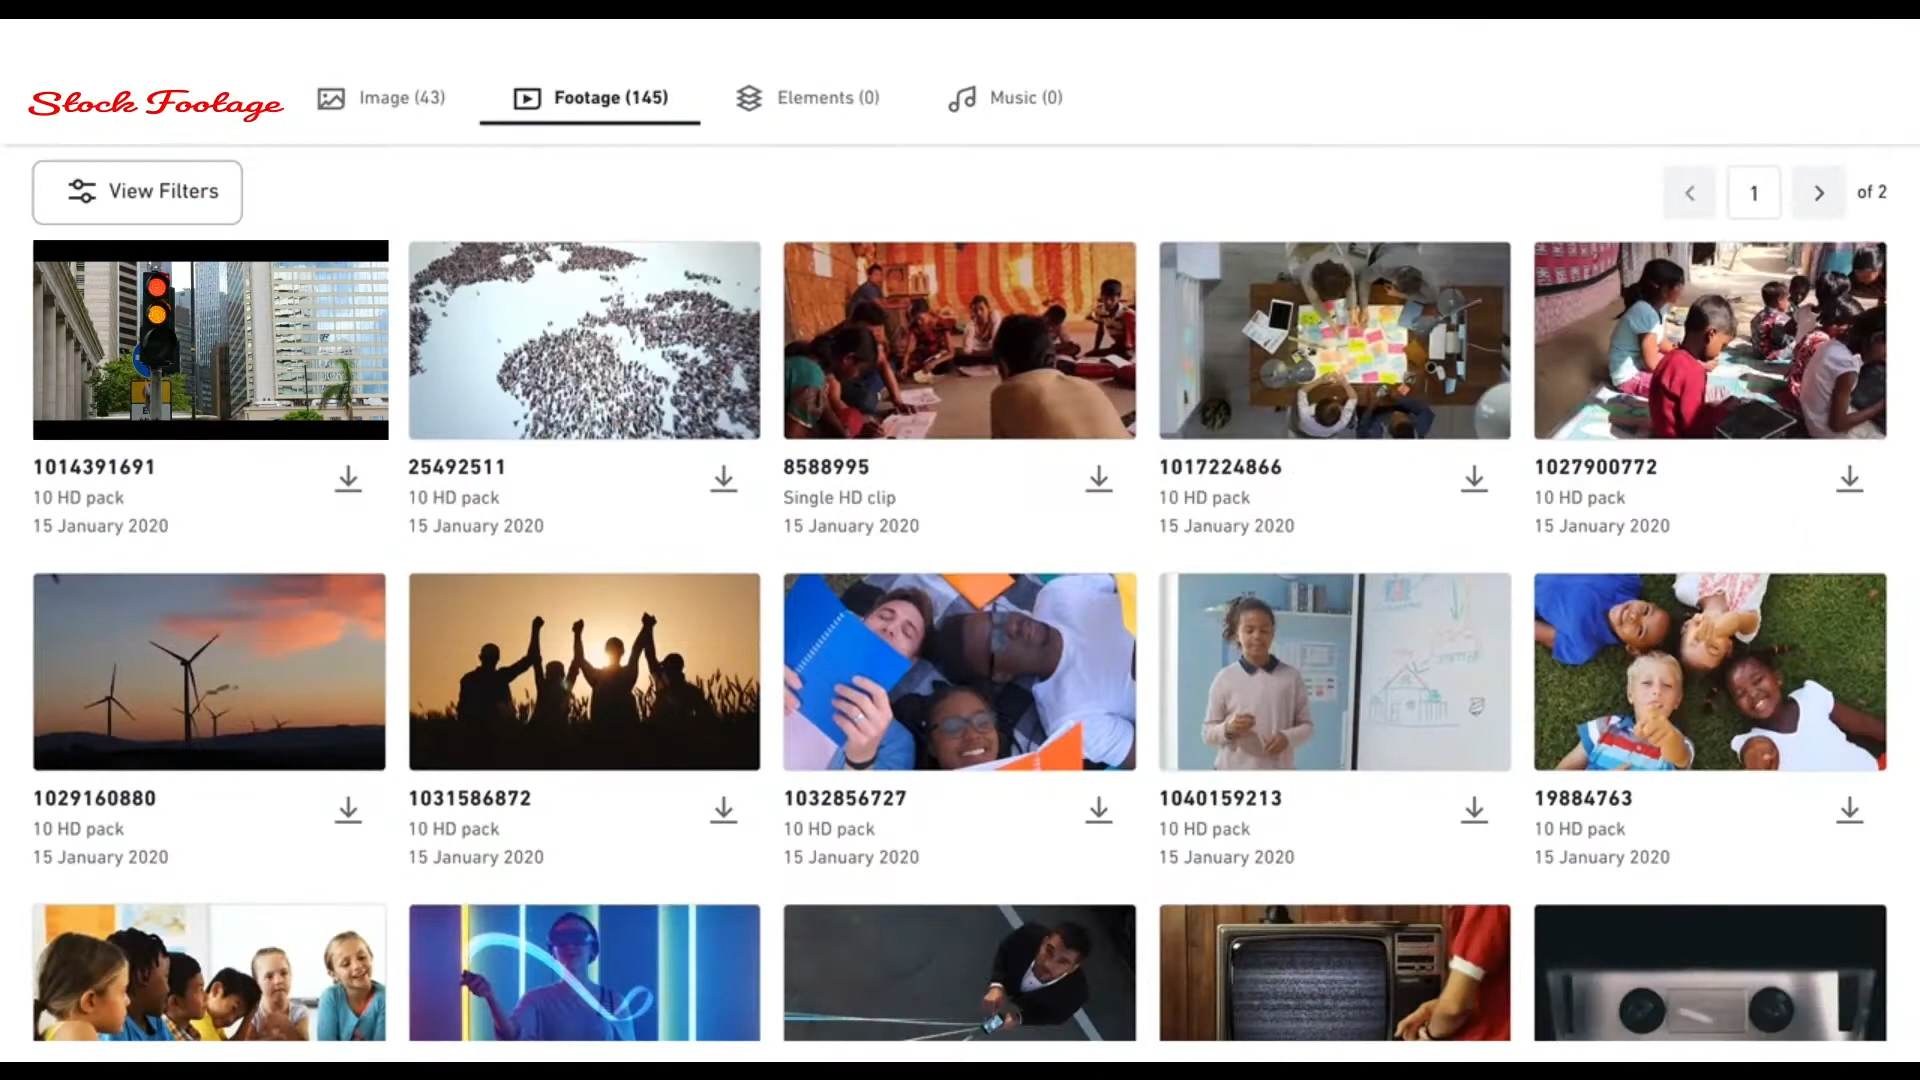 Stock Footage
Image (43)
Footage (145)
Elements (0)
Music (0)
View Filters
1
of 2
1014391691
10 HD pack
15 January 2020
25492511
10 HD pack
15 January 2020
8588995
Single HD clip
15 January 2020
1017224866
10 HD pack
15 January 2020
1027900772
10 HD pack
15 January 2020
1029160880
10 HD pack
15 January 2020
1031586872
10 HD pack
15 January 2020
1032856727
10 HD pack
15 January 2020
1040159213
10 HD pack
15 January 2020
19884763
10 HD pack
15 January 2020